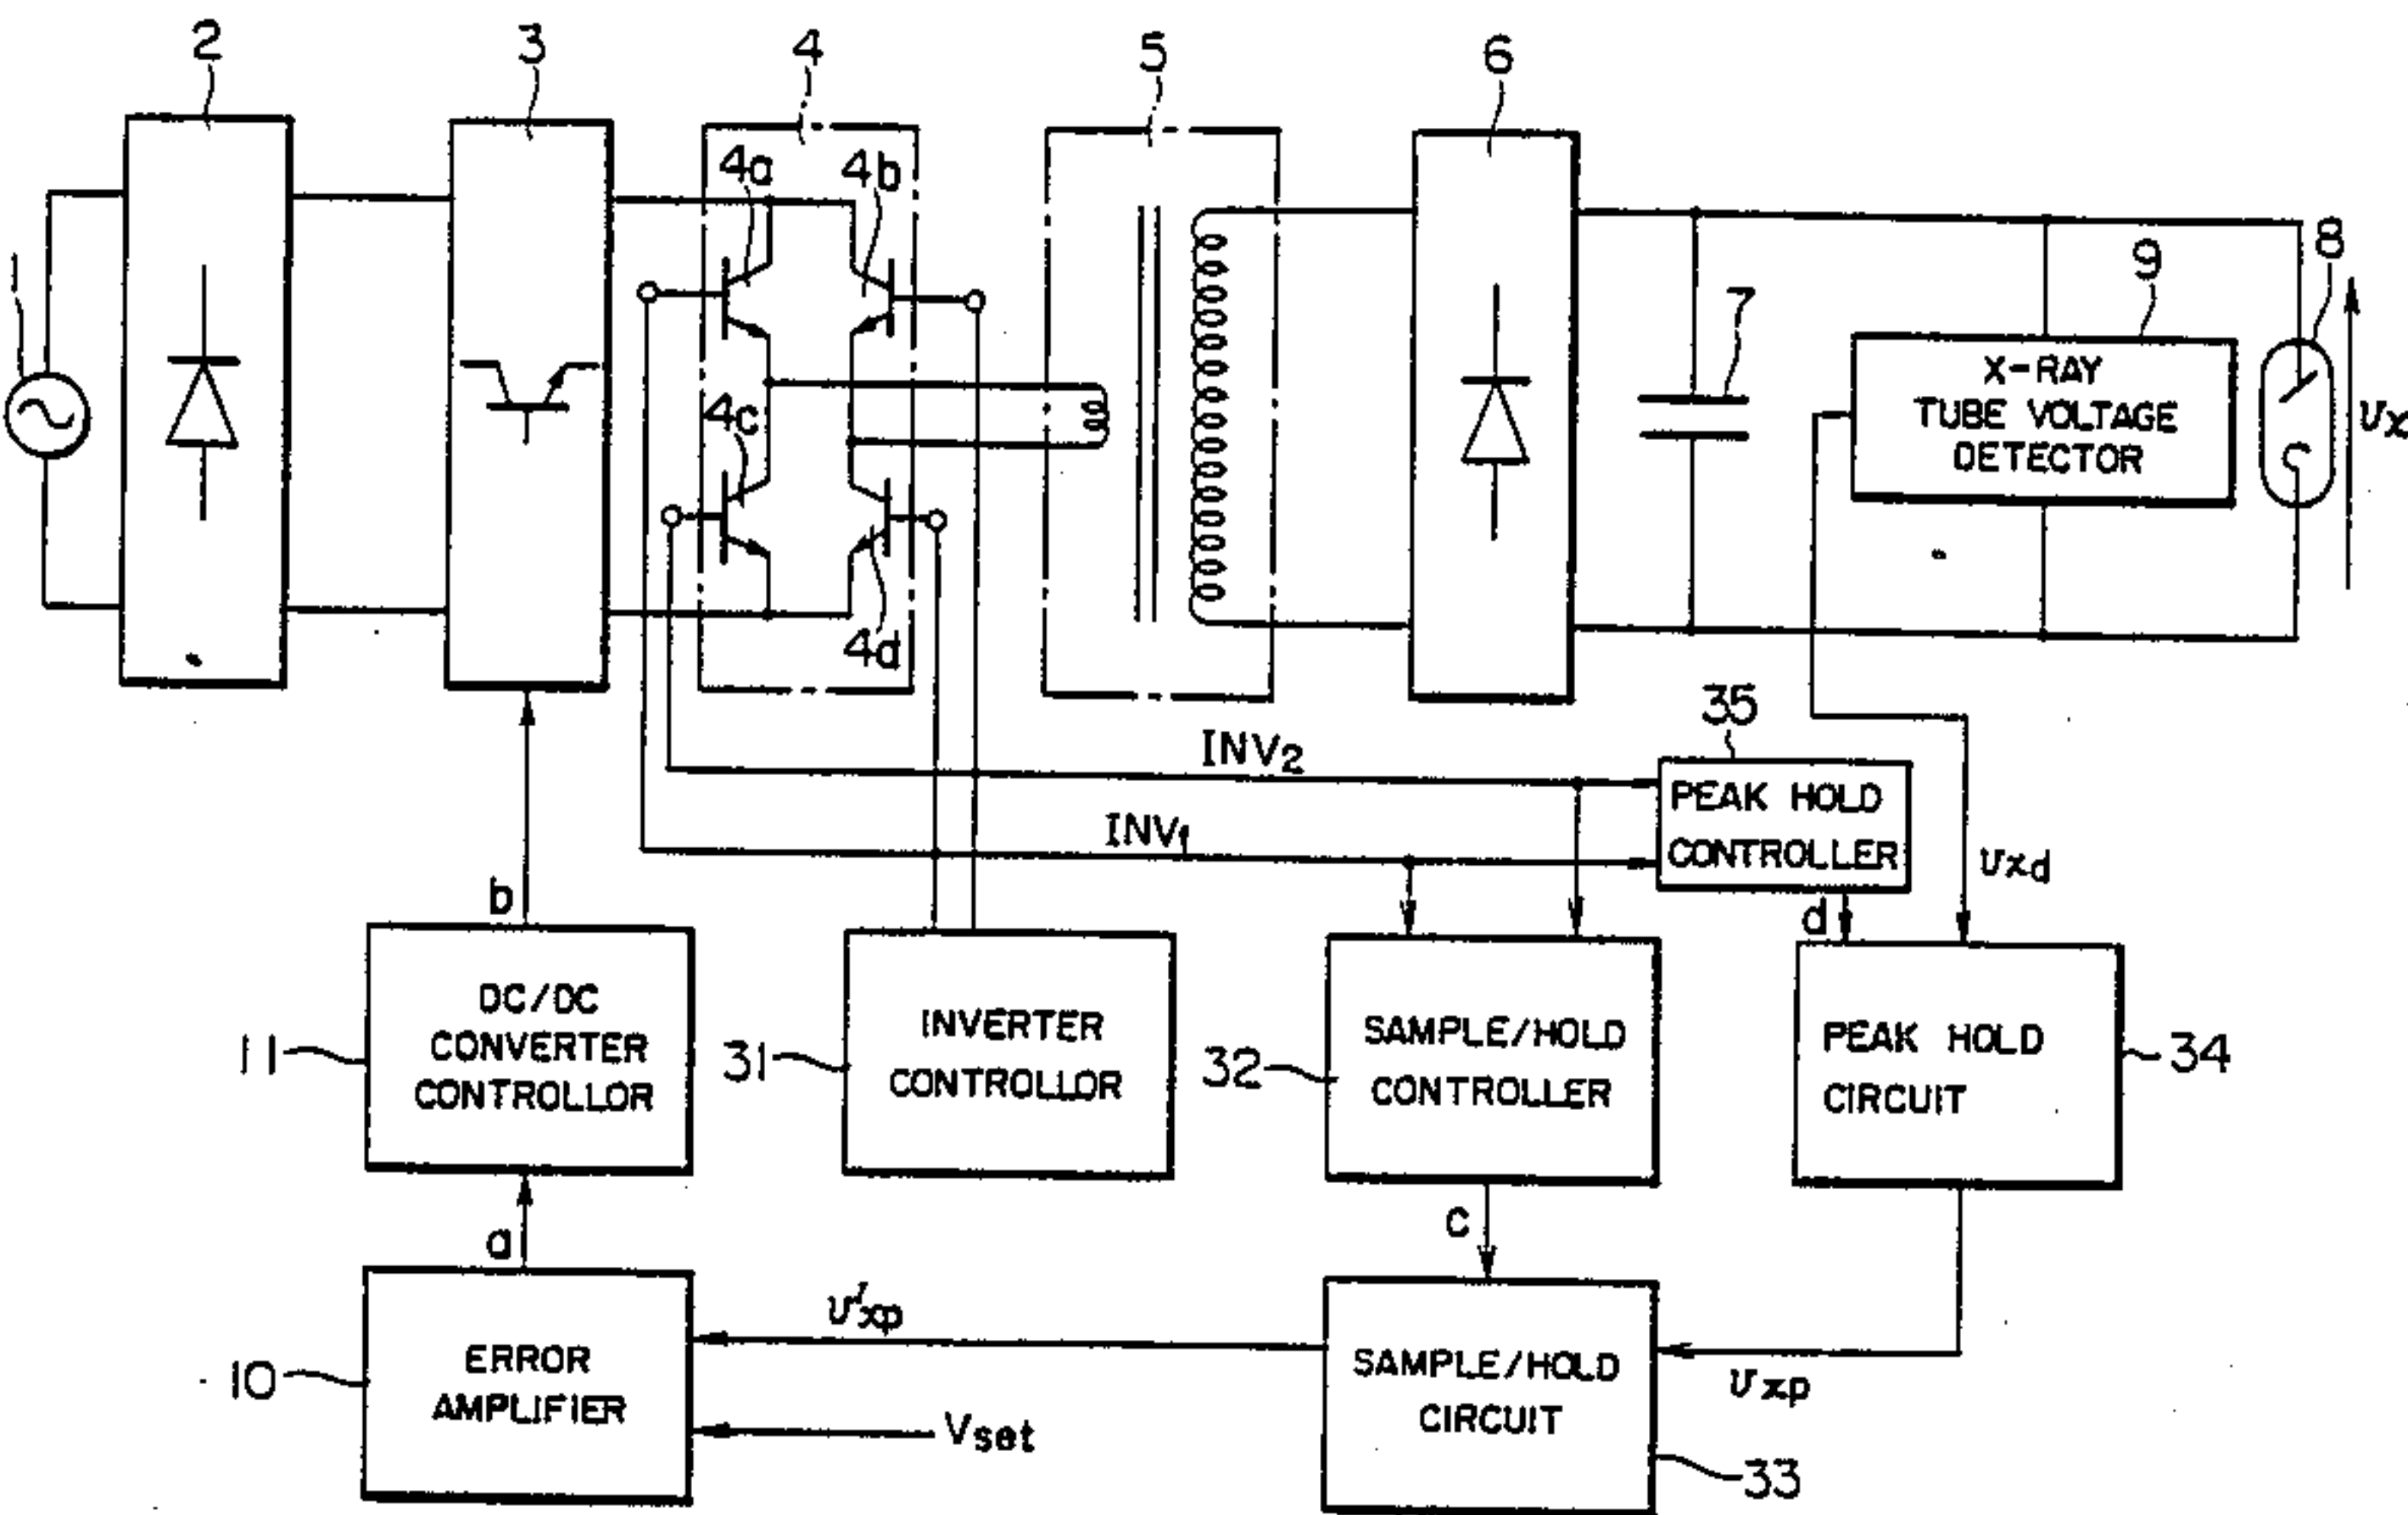 2
3
4
5
6
1
4a
4b
4c
4d
7
9
8
X-RAY
TUBE VOLTAGE
DETECTOR
vx
35
INV2
PEAK HOLD
CONTROLLER
INV1
vxd
b
d
DC/DC
CONVERTER
CONTROLLOR
11
INVERTER
CONTROLLOR
31
SAMPLE/HOLD
CONTROLLER
32
PEAK HOLD
CIRCUIT
34
a
c
v'xp
ERROR
AMPLIFIER
10
Vset
SAMPLE/HOLD
CIRCUIT
vxp
33